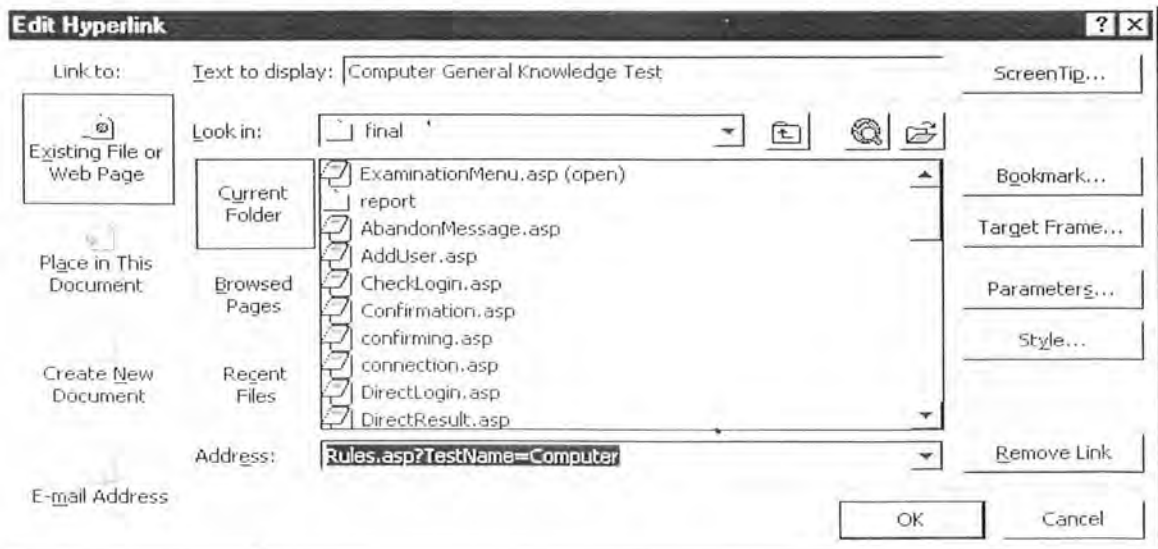 Edit Hyperlink
Link to:
Text to display: Computer General Knowledge Test
ScreenTip...
Existing File or
Web Page
Look in: final
Current
Folder
ExaminationMenu.asp (open)
report
AbandonMessage.asp
AddUser.asp
CheckLogin.asp
Confirmation.asp
confirming.asp
connection.asp
DirectLogin.asp
DirectResult.asp
Bookmark...
Target Frame...
Parameters...
Style...
Place in This
Document
Browsed
Pages
Create New
Document
Recent
Files
Address: Rules.asp?TestName=Computer
Remove Link
E-mail Address
OK
Cancel